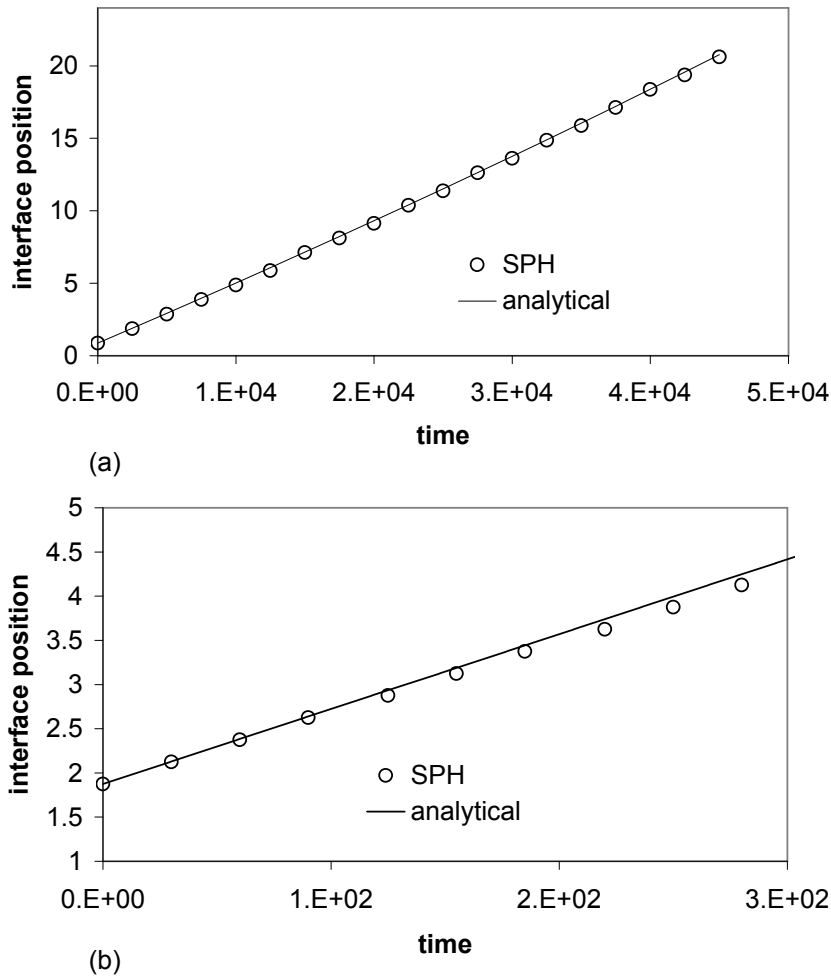 20
15
10
5
0
interface position
SPH
analytical
0.E+00 1.E+04 2.E+04 3.E+04 4.E+04 5.E+04
time
(a)
5
4.5
4
3.5
3
2.5
2
1.5
1
interface position
SPH
analytical
0.E+00 1.E+02 2.E+02 3.E+02
time
(b)